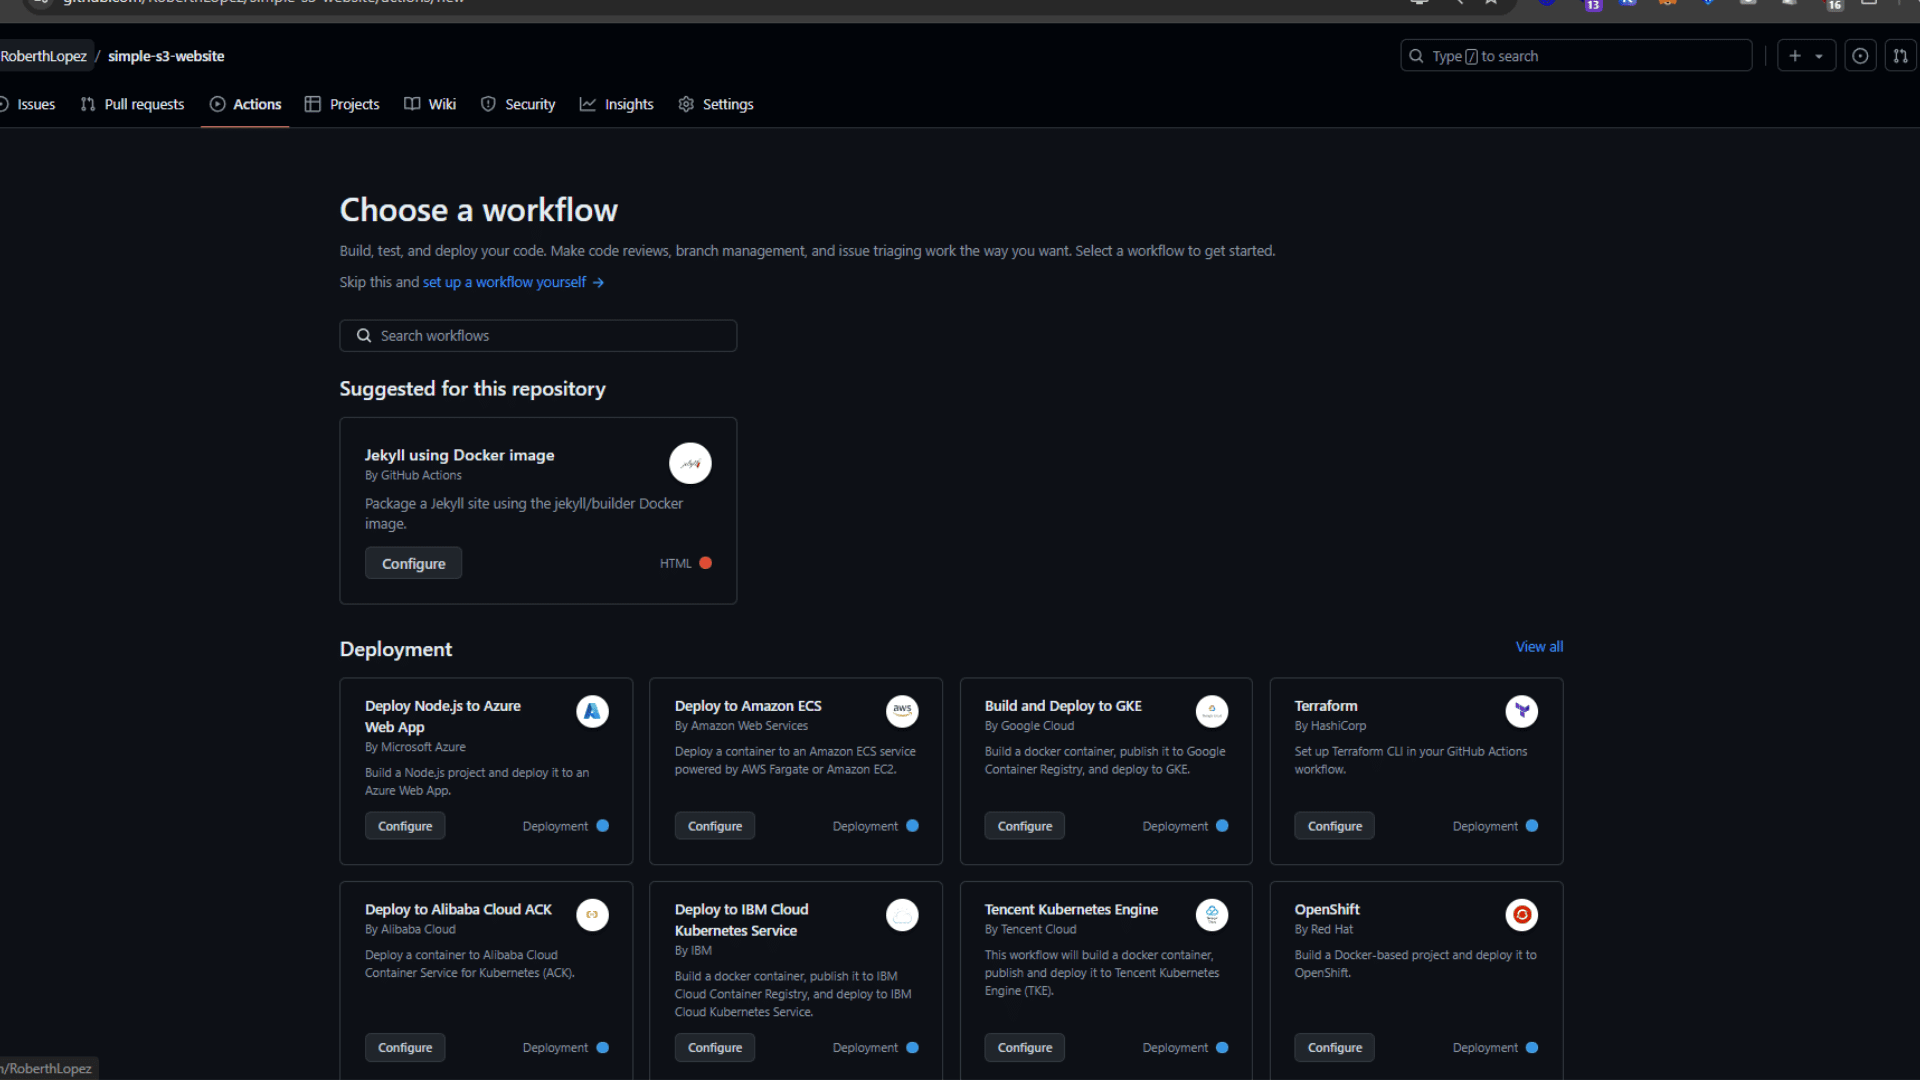 13
16
RoberthLopez / simple-s3-website
Type / to search
Issues
Pull requests
Actions
Projects
Wiki
Security
Insights
Settings
Choose a workflow
Build, test, and deploy your code. Make code reviews, branch management, and issue triaging work the way you want. Select a workflow to get started.
Skip this and set up a workflow yourself →
Search workflows
Suggested for this repository
Jekyll using Docker image
By GitHub Actions
Package a Jekyll site using the jekyll/builder Docker
image.
Configure
HTML
Deployment
View all
Deploy Node.js to Azure
Web App
By Microsoft Azure
Build a Node.js project and deploy it to an
Azure Web App.
Configure
Deployment
Deploy to Amazon ECS
By Amazon Web Services
aws
Deploy a container to an Amazon ECS service
powered by AWS Fargate or Amazon EC2.
Configure
Deployment
Build and Deploy to GKE
By Google Cloud
Build a docker container, publish it to Google
Container Registry, and deploy to GKE.
Configure
Deployment
Terraform
By HashiCorp
Set up Terraform CLI in your GitHub Actions
workflow.
Configure
Deployment
Deploy to Alibaba Cloud ACK
By Alibaba Cloud
Deploy a container to Alibaba Cloud
Container Service for Kubernetes (ACK).
Configure
Deployment
Deploy to IBM Cloud
Kubernetes Service
By IBM
Build a docker container, publish it to IBM
Cloud Container Registry, and deploy to IBM
Cloud Kubernetes Service.
Configure
Deployment
Tencent Kubernetes Engine
By Tencent Cloud
This workflow will build a docker container,
publish and deploy it to Tencent Kubernetes
Engine (TKE).
Configure
Deployment
OpenShift
By Red Hat
Build a Docker-based project and deploy it to
OpenShift.
Configure
Deployment
/RoberthLopez